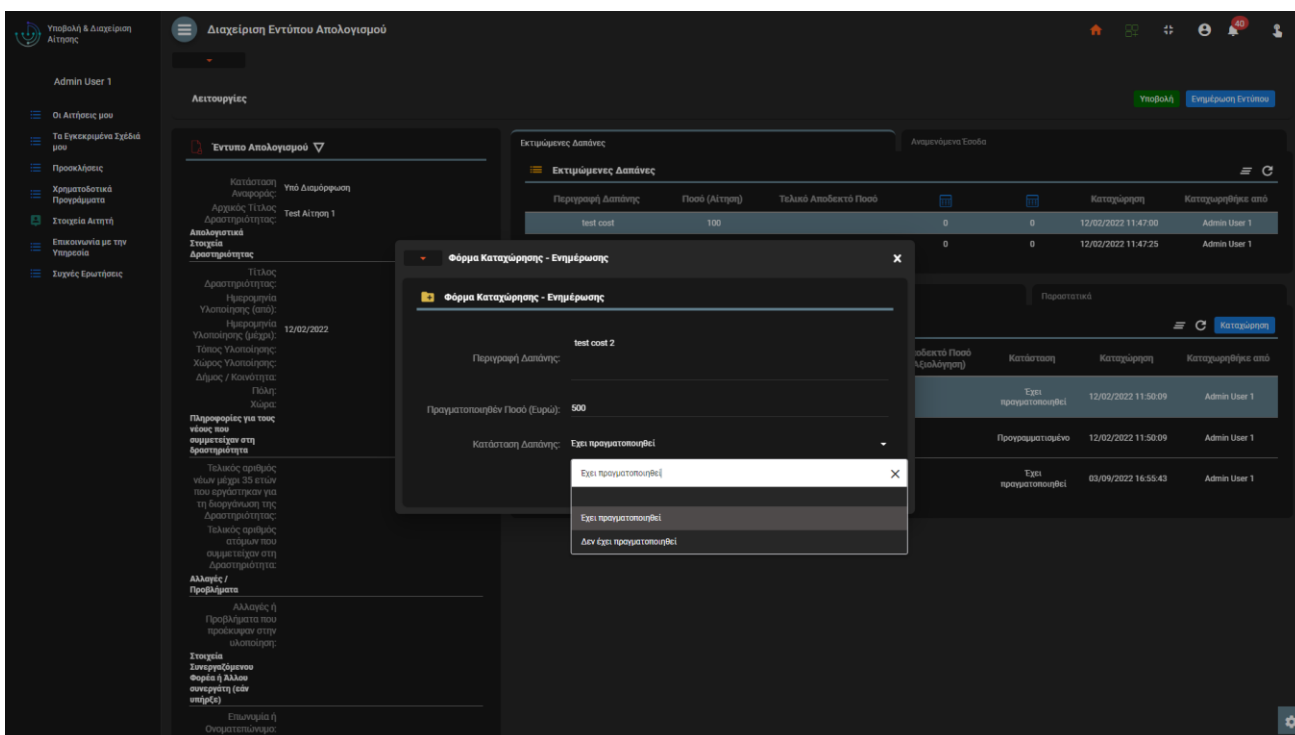 Υποβολή & Διαχείριση
Αίτησης
Διαχείριση Εντύπου Απολογισμού
40
Admin User 1
Λειτουργίες
Υποβολή
Ενημέρωση Εντύπου
Οι Αιτήσεις μου
Τα Εγκεκριμένα Σχέδιά
μου
Προσκλήσεις
Χρηματοδοτικά
Προγράμματα
Στοιχεία Αιτητή
Επικοινωνία με την
Υπηρεσία
Συχνές Ερωτήσεις
Έντυπο Απολογισμού
Κατάσταση
Αναφοράς:
Υπό Διαμόρφωση
Αρχικός Τίτλος
Δραστηριότητας:
Test Αίτηση 1
Απολογιστικά
Στοιχεία
Δραστηριότητας
Τίτλος
Δραστηριότητας:
Ημερομηνία
Υλοποίησης (από):
Ημερομηνία
Υλοποίησης (μέχρι):
12/02/2022
Τόπος Υλοποίησης:
Χώρος Υλοποίησης:
Δήμος / Κοινότητα:
Πόλη:
Χώρα:
Πληροφορίες για τους
νέους που
συμμετείχαν στη
δραστηριότητα
Τελικός αριθμός
νέων μέχρι 35 ετών
που εργάστηκαν για
τη διοργάνωση της
Δραστηριότητας:
Τελικός αριθμός
ατόμων που
συμμετείχαν στη
Δραστηριότητα:
Αλλαγές /
Προβλήματα
Αλλαγές ή
Προβλήματα που
προέκυψαν στην
υλοποίηση:
Στοιχεία
Συνεργαζόμενου
Φορέα ή Άλλου
συνεργάτη (εάν
υπήρξε)
Επωνυμία ή
Ονοματεπώνυμο:
Εκτιμώμενες Δαπάνες
Αναμενόμενα Έσοδα
Εκτιμώμενες Δαπάνες
Περιγραφή Δαπάνης
Ποσό (Αίτηση)
Τελικό Αποδεκτό Ποσό
Καταχώρηση
Καταχωρηθήκε από
test cost
100
0
0
12/02/2022 11:47:00
Admin User 1
0
0
12/02/2022 11:47:25
Admin User 1
Παραστατικά
Καταχώρηση
Ποσό
Αξιολόγηση)
Κατάσταση
Καταχώρηση
Καταχωρηθήκε από
Έχει
πραγματοποιηθεί
12/02/2022 11:50:09
Admin User 1
Προγραμματισμένο
12/02/2022 11:50:09
Admin User 1
Έχει
πραγματοποιηθεί
03/09/2022 16:55:43
Admin User 1
Φόρμα Καταχώρησης - Ενημέρωσης
Φόρμα Καταχώρησης - Ενημέρωσης
Περιγραφή Δαπάνης:
test cost 2
Πραγματοποιηθέν Ποσό (Ευρώ):
500
Κατάσταση Δαπάνης:
Έχει πραγματοποιηθεί
Έχει πραγματοποιηθεί
Έχει πραγματοποιηθεί
Δεν έχει πραγματοποιηθεί